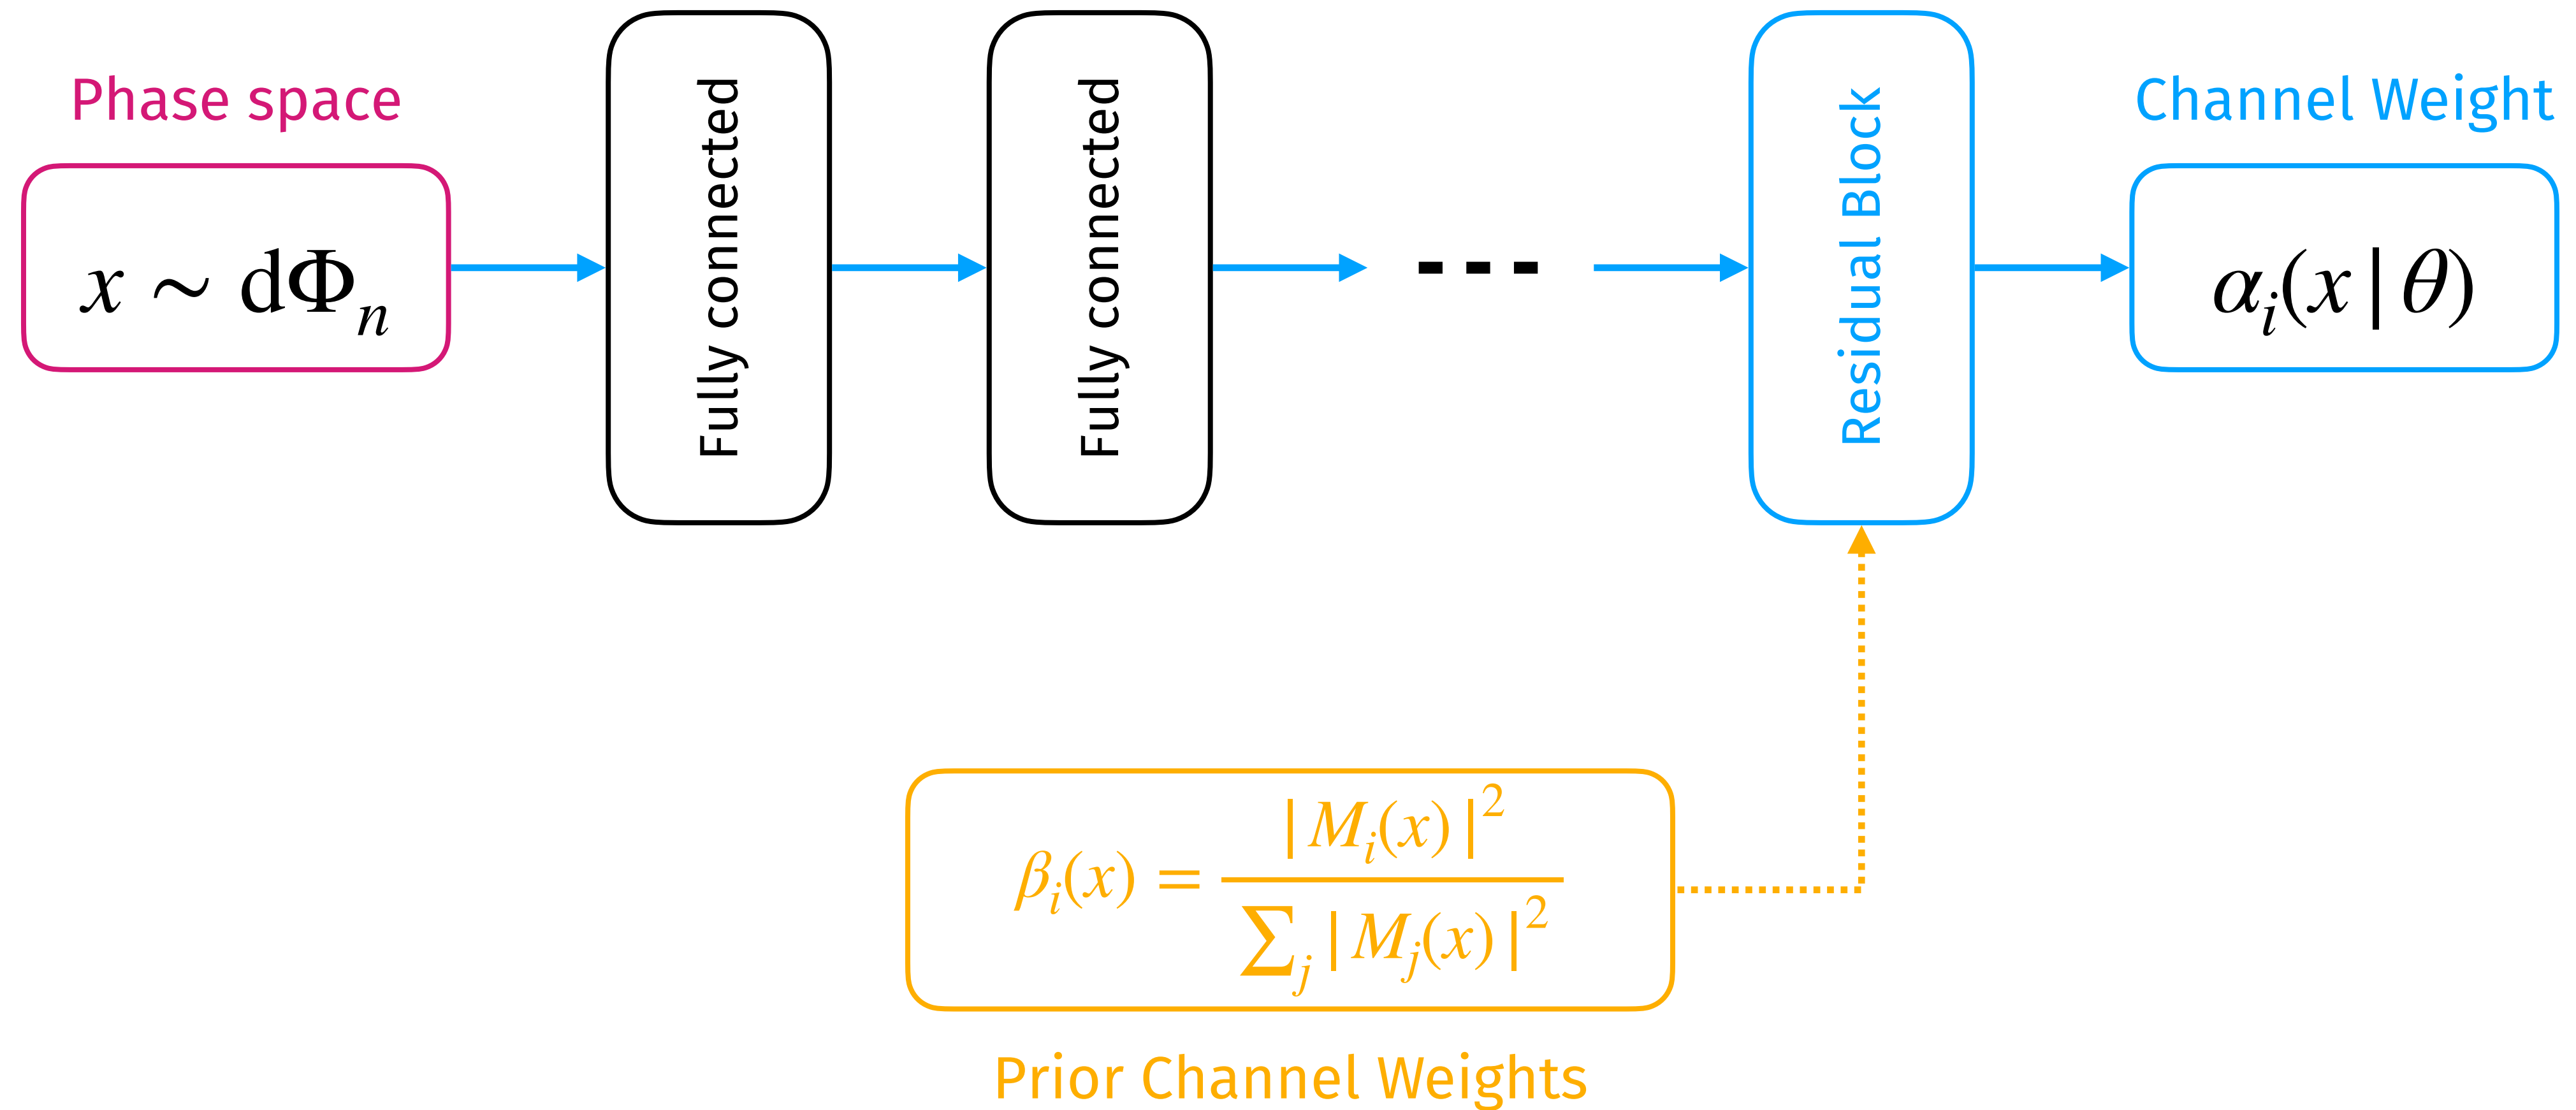 Phase space
x ∼ dΦ_n
Fully connected
Fully connected
Residual Block
Channel Weight
α_i(x | θ)
β_i(x) = |M_i(x)|^2 / ∑_j |M_j(x)|^2
Prior Channel Weights